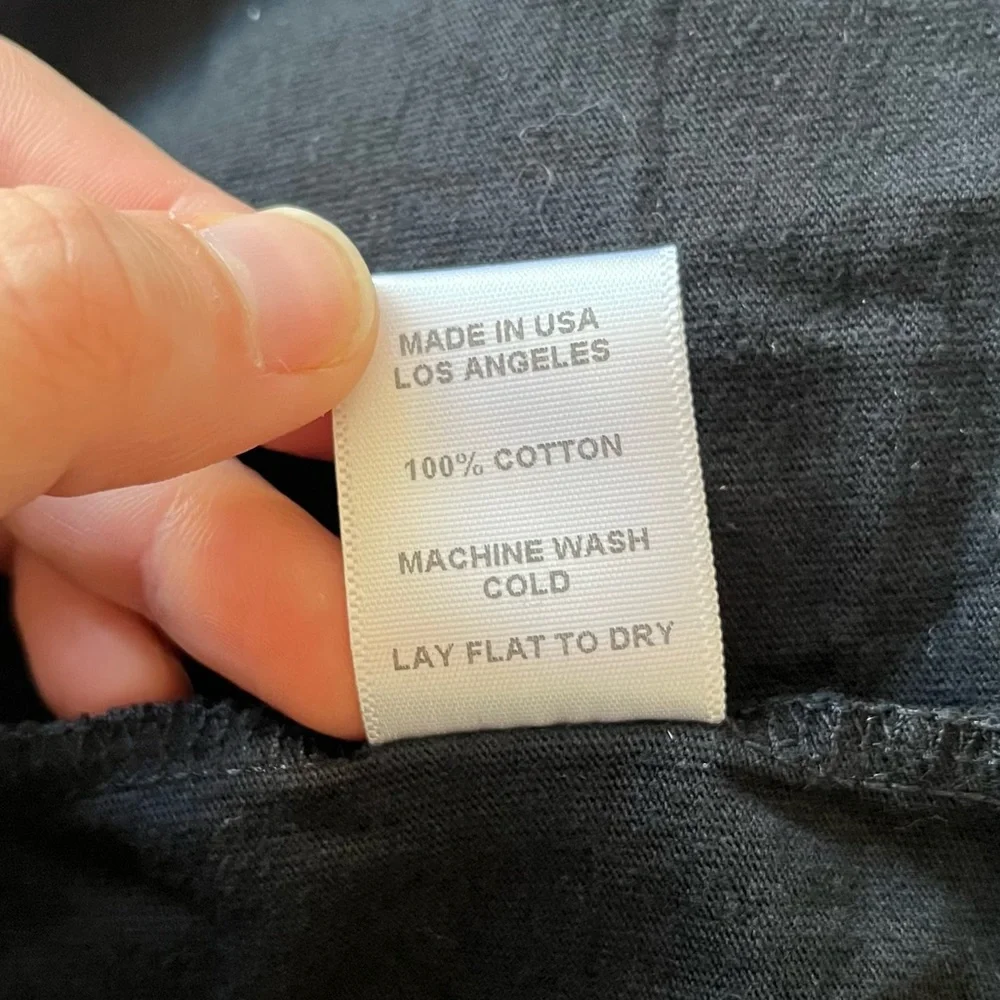 MADE IN USA
LOS ANGELES
100% COTTON
MACHINE WASH
COLD
LAY FLAT TO DRY